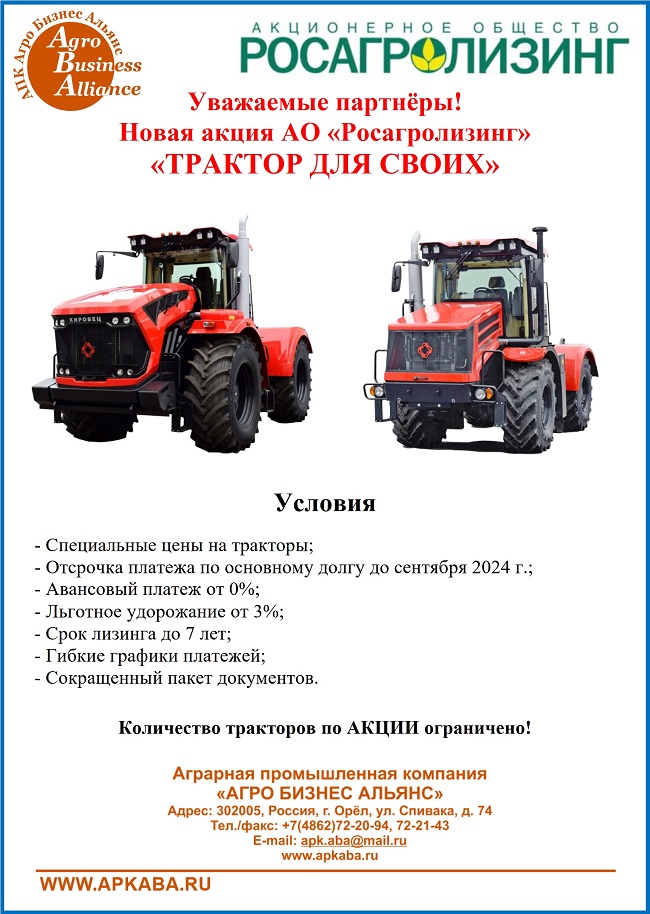 АПК Агро Бизнес Альянс
Agro
Business
Alliance
АКЦИОНЕРНОЕ ОБЩЕСТВО
РОСАГРОЛИЗИНГ
Уважаемые партнёры!
Новая акция АО «Росагролизинг»
«ТРАКТОР ДЛЯ СВОИХ»
КИРОВЕЦ
Условия
- Специальные цены на тракторы;
- Отсрочка платежа по основному долгу до сентября 2024 г.;
- Авансовый платеж от 0%;
- Льготное удорожание от 3%;
- Срок лизинга до 7 лет;
- Гибкие графики платежей;
- Сокращенный пакет документов.
Количество тракторов по АКЦИИ ограничено!
Аграрная промышленная компания
«АГРО БИЗНЕС АЛЬЯНС»
Адрес: 302005, Россия, г. Орёл, ул. Спивака, д. 74
Тел./факс: +7(4862)72-20-94, 72-21-43
E-mail: apk.aba@mail.ru
www.apkaba.ru
WWW.APKABA.RU